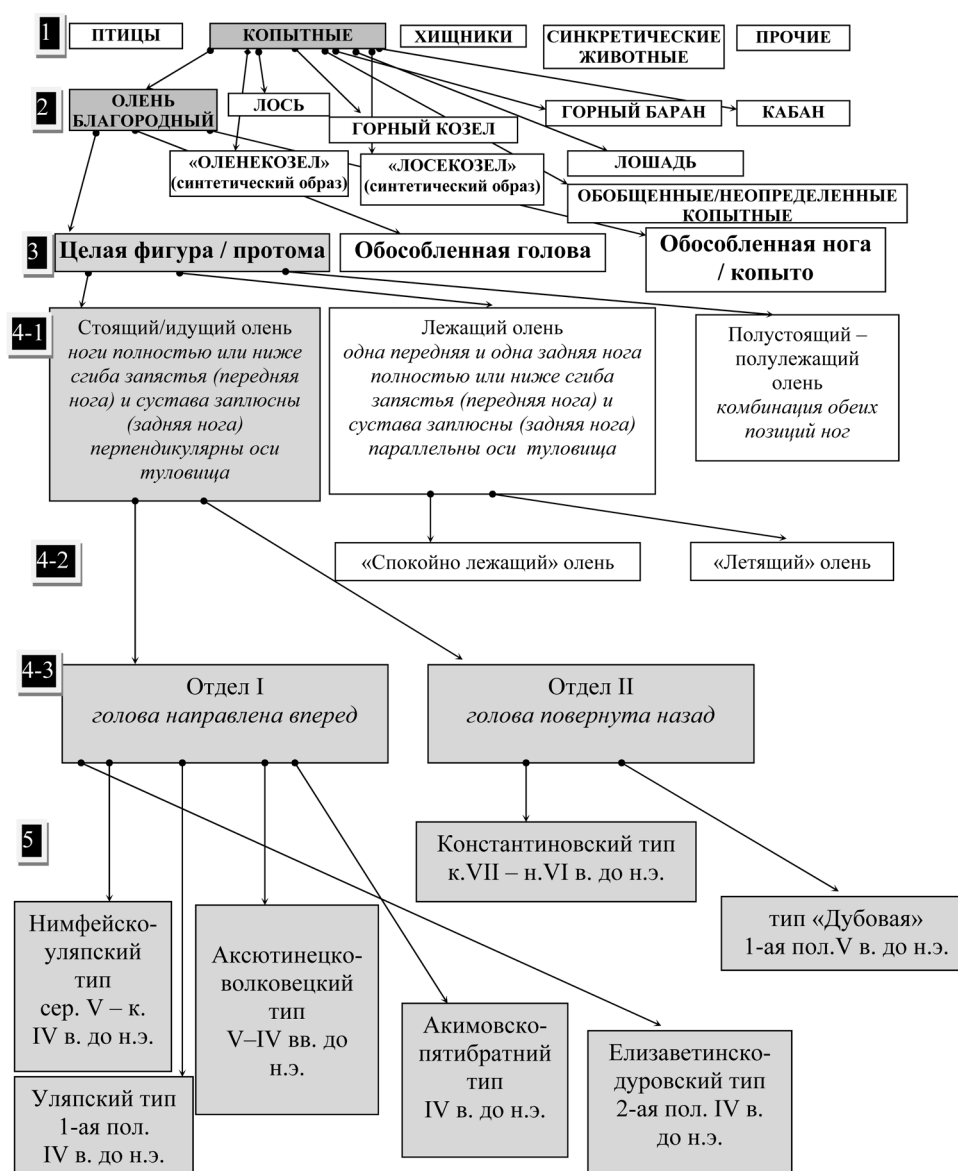 1
ПТИЦЫ
КОПЫТНЫЕ
ХИЩНИКИ
СИНКРЕТИЧЕСКИЕ
ЖИВОТНЫЕ
ПРОЧИЕ
2
ОЛЕНЬ
БЛАГОРОДНЫЙ
ЛОСЬ
ГОРНЫЙ КОЗЕЛ
ГОРНЫЙ БАРАН
КАБАН
«ОЛЕНЕКОЗЕЛ»
(синтетический образ)
«ЛОСЕКОЗЕЛ»
(синтетический образ)
ЛОШАДЬ
ОБОБЩЕННЫЕ/НЕОПРЕДЕЛЕННЫЕ
КОПЫТНЫЕ
3
Целая фигура / протома
Обособленная голова
Обособленная нога
/ копыто
4-1
Стоящий/идущий олень
ноги полностью или ниже
сгиба запястья (передняя
нога) и сустава заплюсны
(задняя нога)
перпендикулярны оси
туловища
Лежащий олень
одна передняя и одна задняя нога
полностью или ниже сгиба
запястья (передняя нога) и
сустава заплюсны (задняя нога)
параллельны оси туловища
Полустоящий –
полулежащий
олень
комбинация обеих
позиций ног
4-2
«Спокойно лежащий» олень
«Летящий» олень
4-3
Отдел I
голова направлена вперед
Отдел II
голова повернута назад
5
Константиновский тип
к.VII – н.VI в. до н.э.
тип «Дубовая»
1-ая пол.V в. до н.э.
Нимфейско-
уляпский
тип
сер. V – к.
IV в. до н.э.
Аксютинецко-
волковецкий
тип
V–IV вв. до
н.э.
Акимовско-
пятибратний
тип
IV в. до н.э.
Елизаветинско-
дуровский тип
2-ая пол. IV в.
до н.э.
Уляпский тип
1-ая пол.
IV в. до н.э.